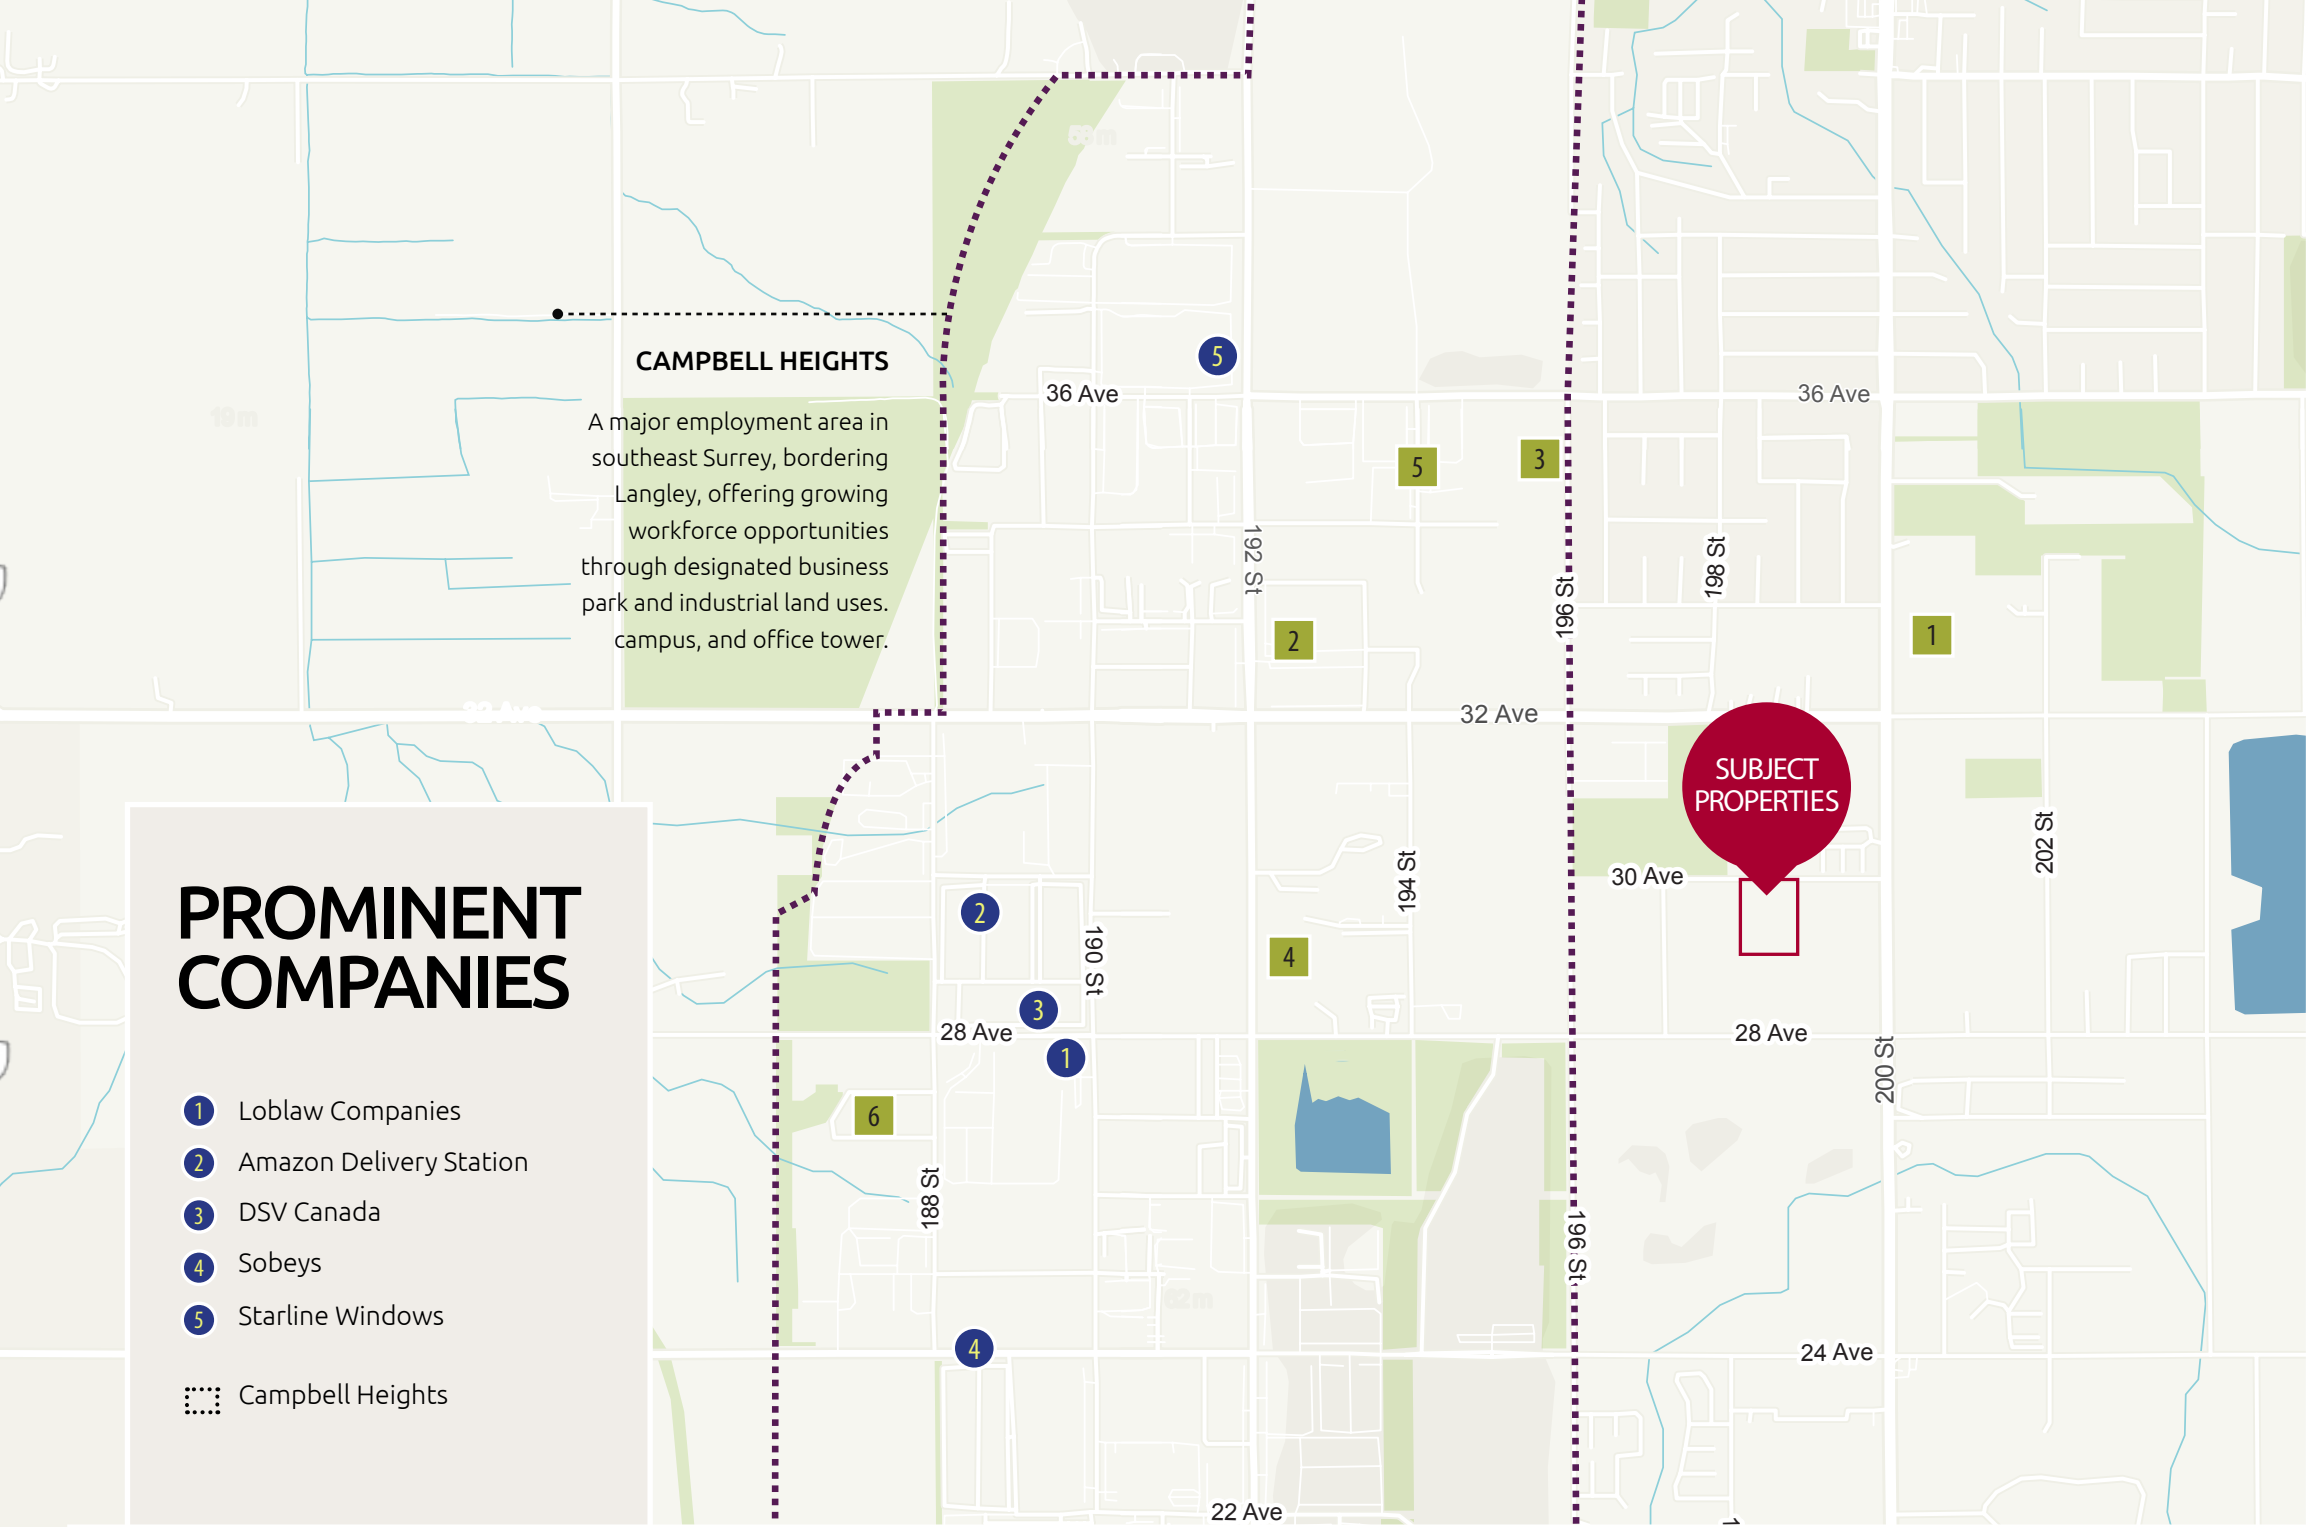 CAMPBELL HEIGHTS
A major employment area in
southeast Surrey, bordering
Langley, offering growing
workforce opportunities
through designated business
park and industrial land uses.
campus, and office tower.
36 Ave
36 Ave
5
5
3
192 St
196 St
198 St
2
1
32 Ave
32 Ave
SUBJECT
PROPERTIES
30 Ave
194 St
202 St
2
190 St
4
3
28 Ave
28 Ave
1
200 St
6
188 St
196 St
4
24 Ave
22 Ave
PROMINENT
COMPANIES
1 Loblaw Companies
2 Amazon Delivery Station
3 DSV Canada
4 Sobeys
5 Starline Windows
Campbell Heights